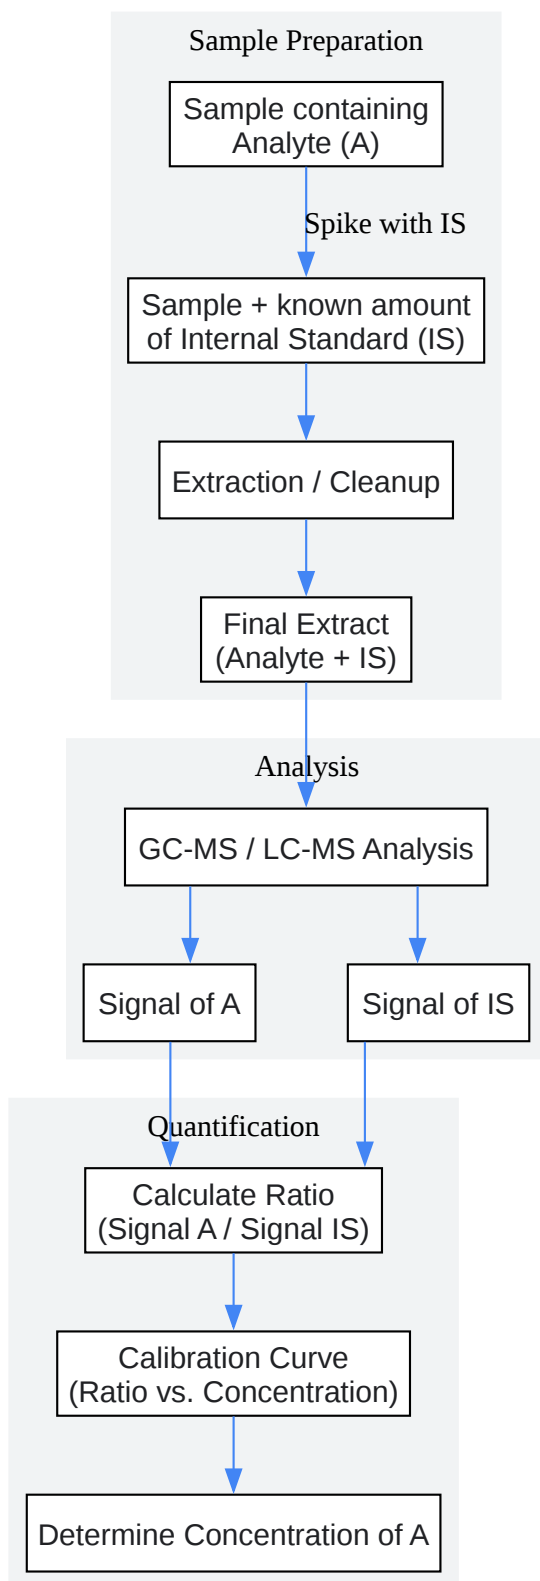 Sample Preparation
Sample containing
Analyte (A)
Spike with IS
Sample + known amount
of Internal Standard (IS)
Extraction / Cleanup
Final Extract
(Analyte + IS)
Analysis
GC-MS / LC-MS Analysis
Signal of A
Signal of IS
Quantification
Calculate Ratio
(Signal A / Signal IS)
Calibration Curve
(Ratio vs. Concentration)
Determine Concentration of A